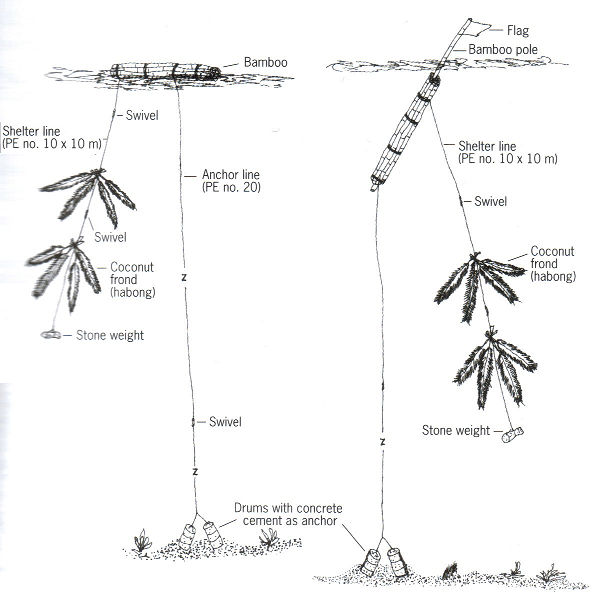 Flag
Bamboo pole
Bamboo
Swivel
Shelter line
(PE no. 10 x 10 m)
Shelter line
(PE no. 10 x 10 m)
Anchor line
(PE no. 20)
Swivel
Swivel
Coconut
frond
(habong)
Coconut
frond
(habong)
Stone weight
Swivel
Stone weight
Drums with concrete
cement as anchor
z
z
z